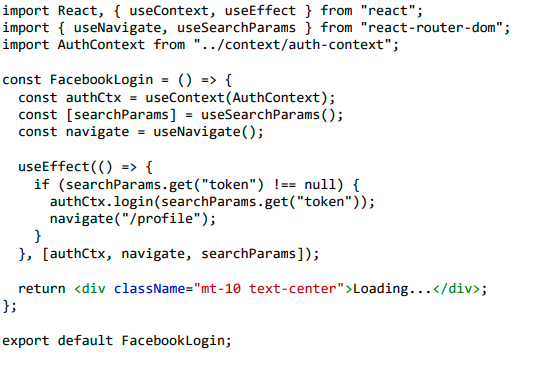 import React, { useContext, useEffect } from "react";
import { useNavigate, useSearchParams } from "react-router-dom";
import AuthContext from "../context/auth-context";

const FacebookLogin = () => {
  const authCtx = useContext(AuthContext);
  const [searchParams] = useSearchParams();
  const navigate = useNavigate();

  useEffect(() => {
    if (searchParams.get("token") !== null) {
      authCtx.login(searchParams.get("token"));
      navigate("/profile");
    }
  }, [authCtx, navigate, searchParams]);

  return <div className="mt-10 text-center">Loading...</div>;
};

export default FacebookLogin;